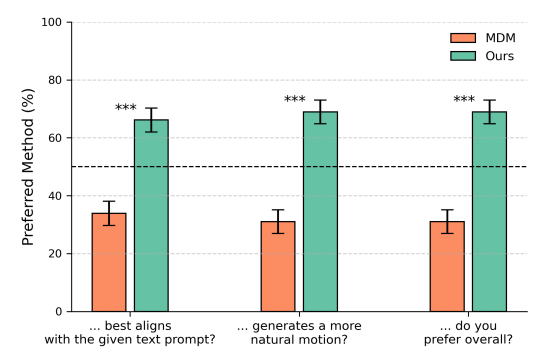 100
80
60
40
20
0
Preferred Method (%)
MDM
Ours
***
***
***
... best aligns
with the given text prompt?
... generates a more
natural motion?
... do you
prefer overall?